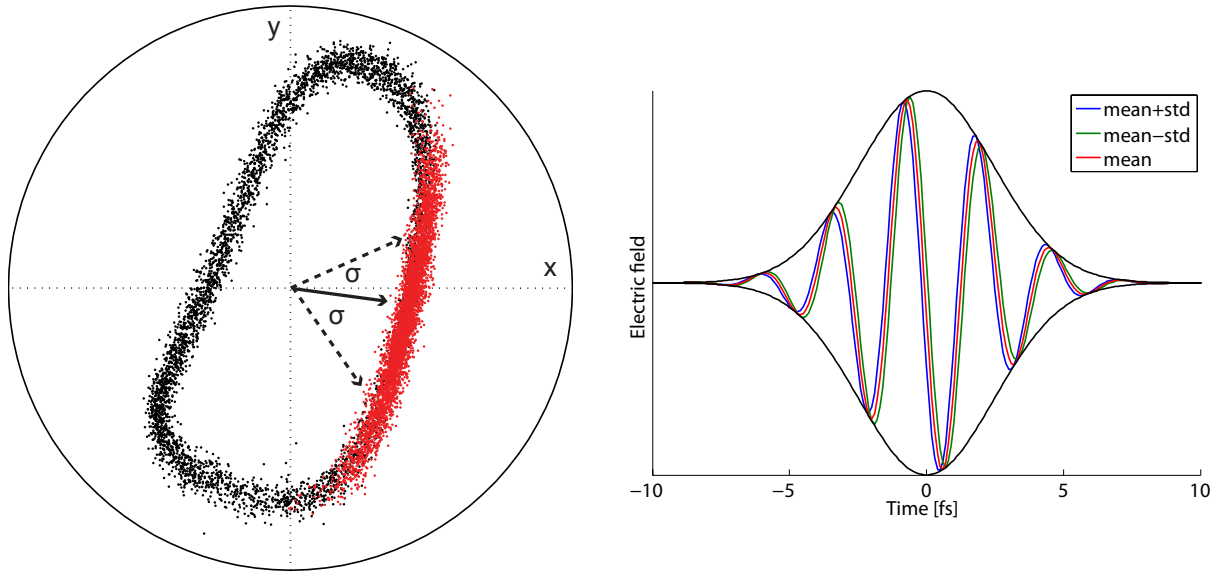 y
x
σ
σ
mean+std
mean−std
mean
Electric field
−10
−5
0
5
10
Time [fs]